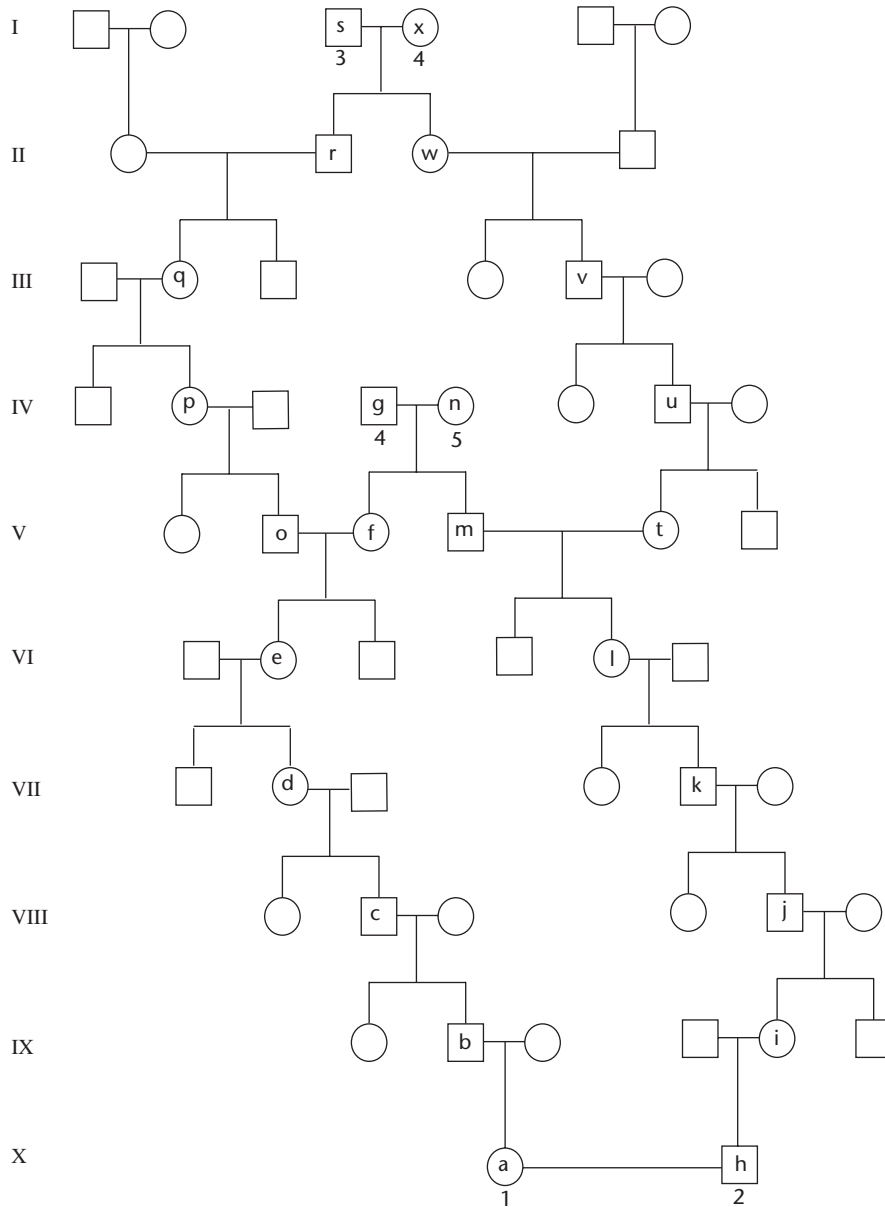 I s x
3 4
II r w
III q v
IV p g n u
4 5
V o f m t
VI e l
VII d k
VIII c j
IX b i
X a h
1 2